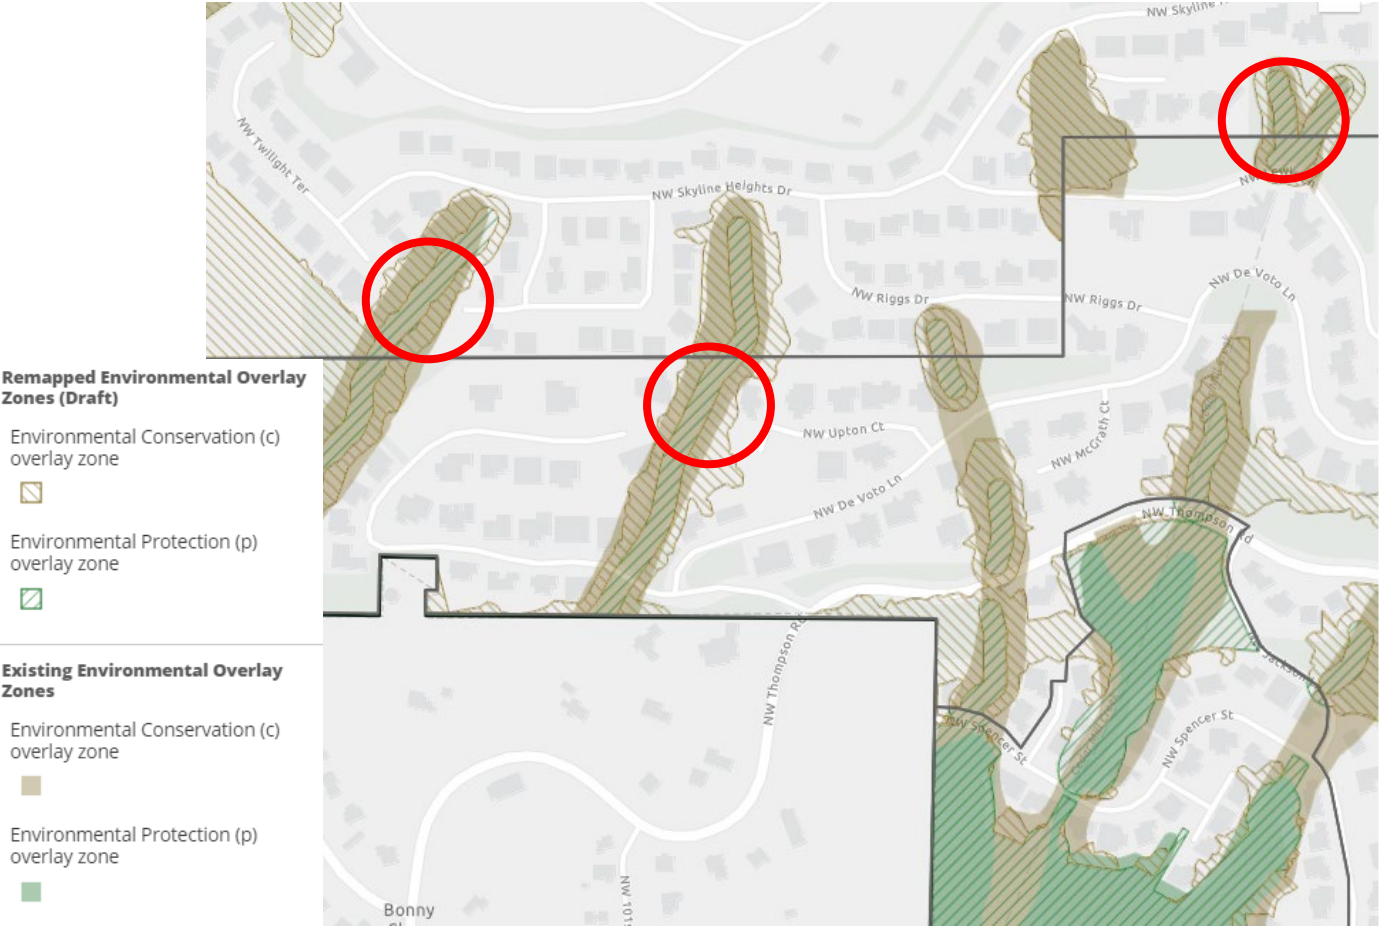 NW Skyline
NW Twilight Ter
NW Skyline Heights Dr
NW De Voto Ln
NW Riggs Dr
NW Riggs Dr
Remapped Environmental Overlay
Zones (Draft)
Environmental Conservation (c)
overlay zone
Environmental Protection (p)
overlay zone
NW Upton Ct
NW McGrath Ct
NW De Voto Ln
NW Thompson Rd
NW Thompson Rd
Existing Environmental Overlay
Zones
Environmental Conservation (c)
overlay zone
Environmental Protection (p)
overlay zone
NW Jackson
NW Spencer St
NW Spencer St
NW 101s
Bonny